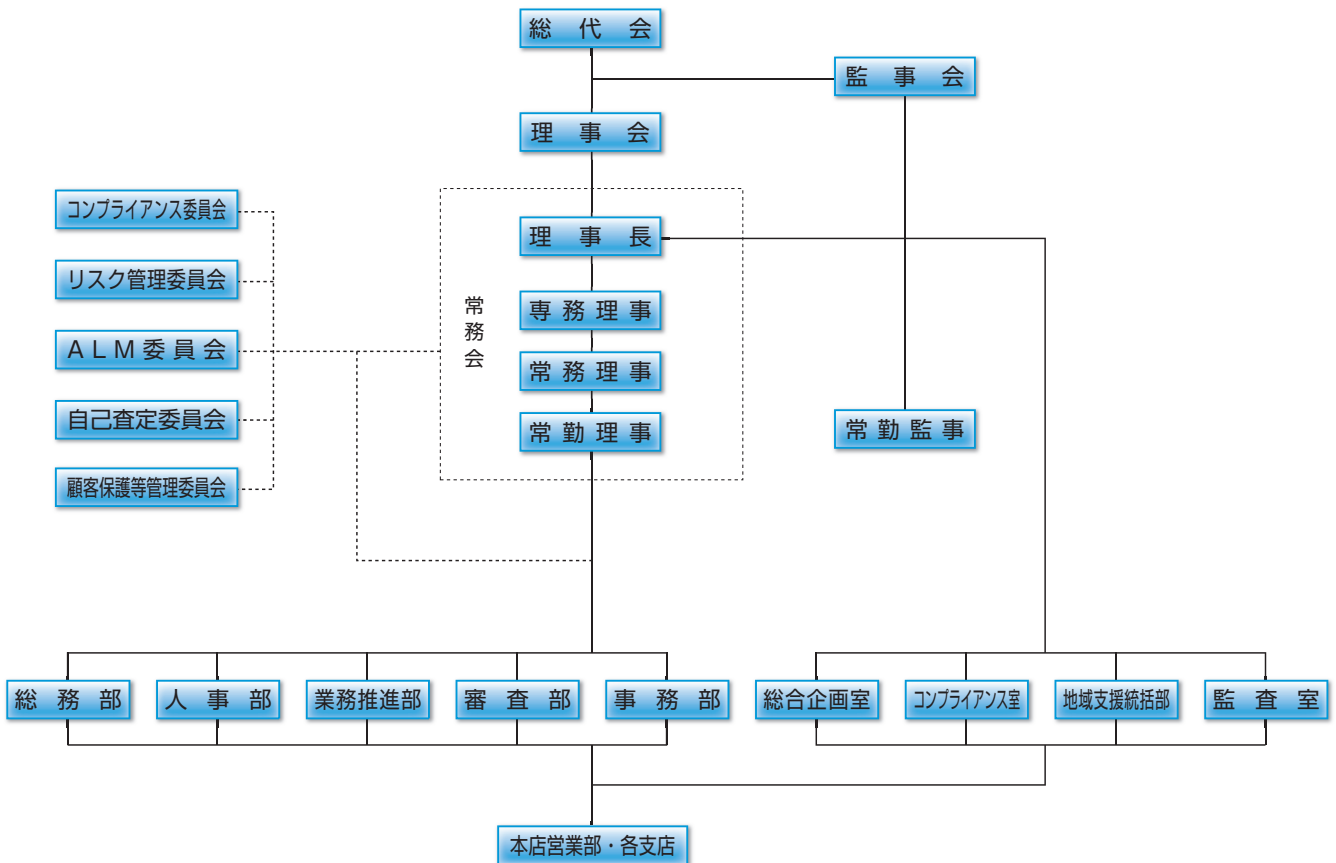 総代会
監事会
理事会
コンプライアンス委員会
リスク管理委員会
ALM委員会
自己査定委員会
顧客保護等管理委員会
常務会
理事長
専務理事
常務理事
常勤理事
常勤監事
総務部
人事部
業務推進部
審査部
事務部
総合企画室
コンプライアンス室
地域支援統括部
監査室
本店営業部・各支店